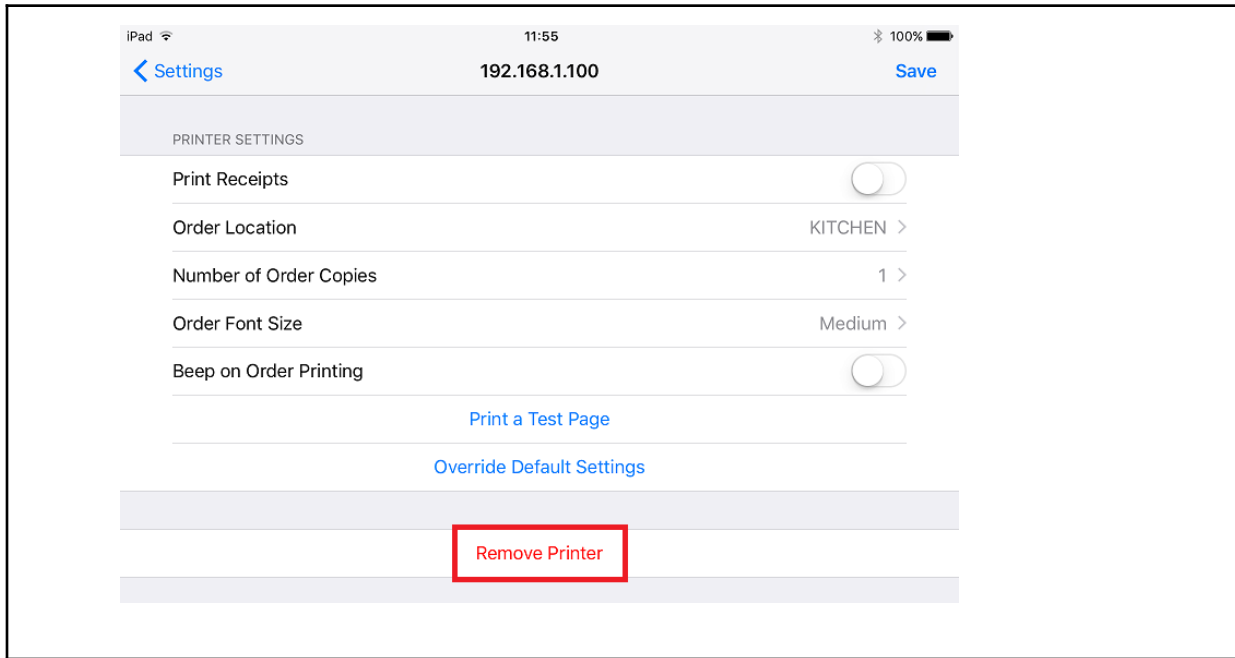 iPad 11:55 100%
Settings 192.168.1.100 Save
PRINTER SETTINGS
Print Receipts
Order Location KITCHEN
Number of Order Copies 1
Order Font Size Medium
Beep on Order Printing
Print a Test Page
Override Default Settings
Remove Printer